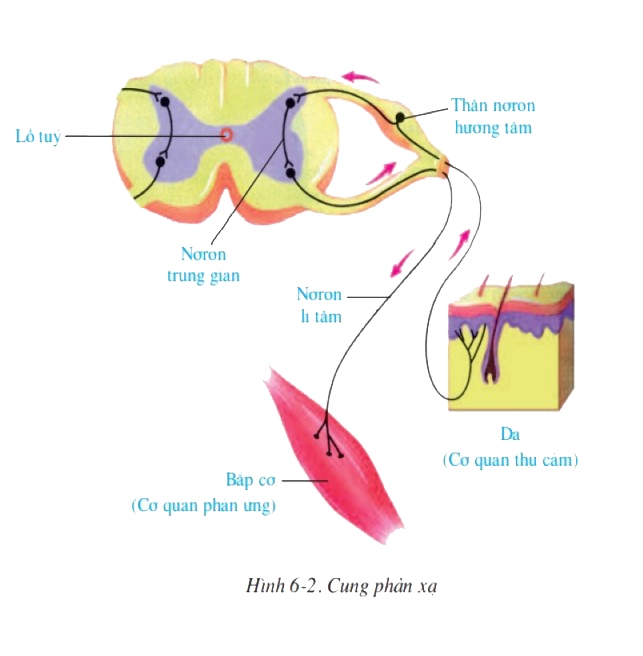 Lỗ tuỷ
Thân nơron
hướng tâm
Nơron
trung gian
Nơron
li tâm
Da
(Cơ quan thụ cảm)
Bắp cơ
(Cơ quan phản ứng)
Hình 6-2. Cung phản xạ